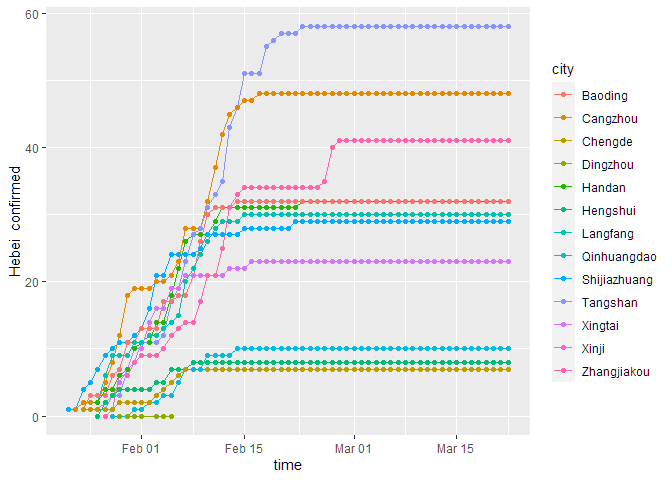 60
40
20
0
Hebei confirmed
Feb 01
Feb 15
Mar 01
Mar 15
time
city
Baoding
Cangzhou
Chengde
Dingzhou
Handan
Hengshui
Langfang
Qinhuangdao
Shijiazhuang
Tangshan
Xingtai
Xinji
Zhangjiakou